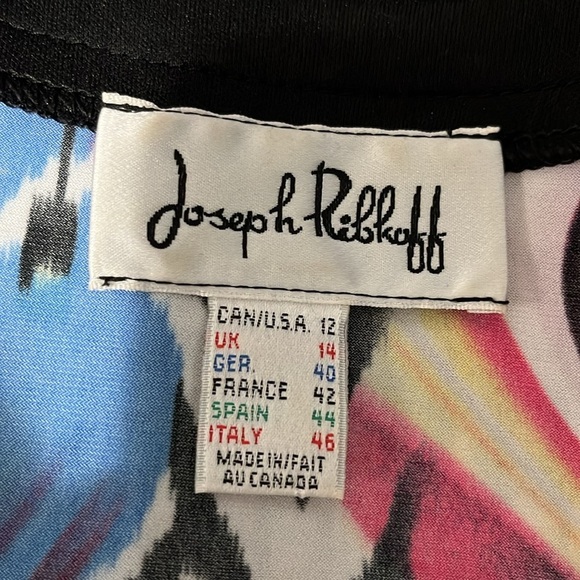 Joseph Ribkoff
CAN/U.S.A. 12
UK 14
GER. 40
FRANCE 42
SPAIN 44
ITALY 46
MADE IN/FAIT
AU CANADA